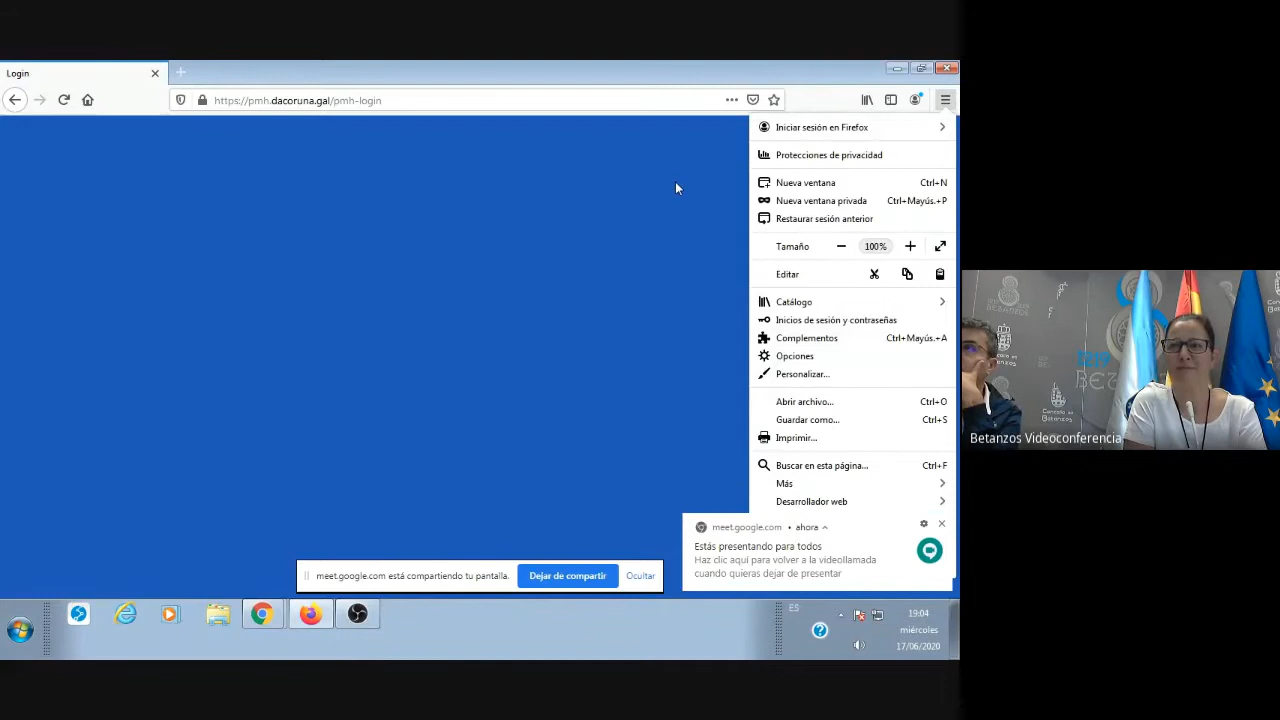 Login
https://pmh.dacoruna.gal/pmh-login
Iniciar sesión en Firefox
Protecciones de privacidad
Nueva ventana Ctrl+N
Nueva ventana privada Ctrl+Mayús.+P
Restaurar sesión anterior
Tamaño 100%
Editar
Catálogo
Inicios de sesión y contraseñas
Complementos Ctrl+Mayús.+A
Opciones
Personalizar...
Abrir archivo... Ctrl+O
Guardar como... Ctrl+S
Imprimir...
Buscar en esta página... Ctrl+F
Más
Desarrollador web
meet.google.com • ahora
Estás presentando para todos
Haz clic aquí para volver a la videollamada
cuando quieras dejar de presentar
meet.google.com está compartiendo tu pantalla. Dejar de compartir Ocultar
ES
19:04
miércoles
17/06/2020
1219
Concello de
Betanzos
Betanzos Videoconferencia